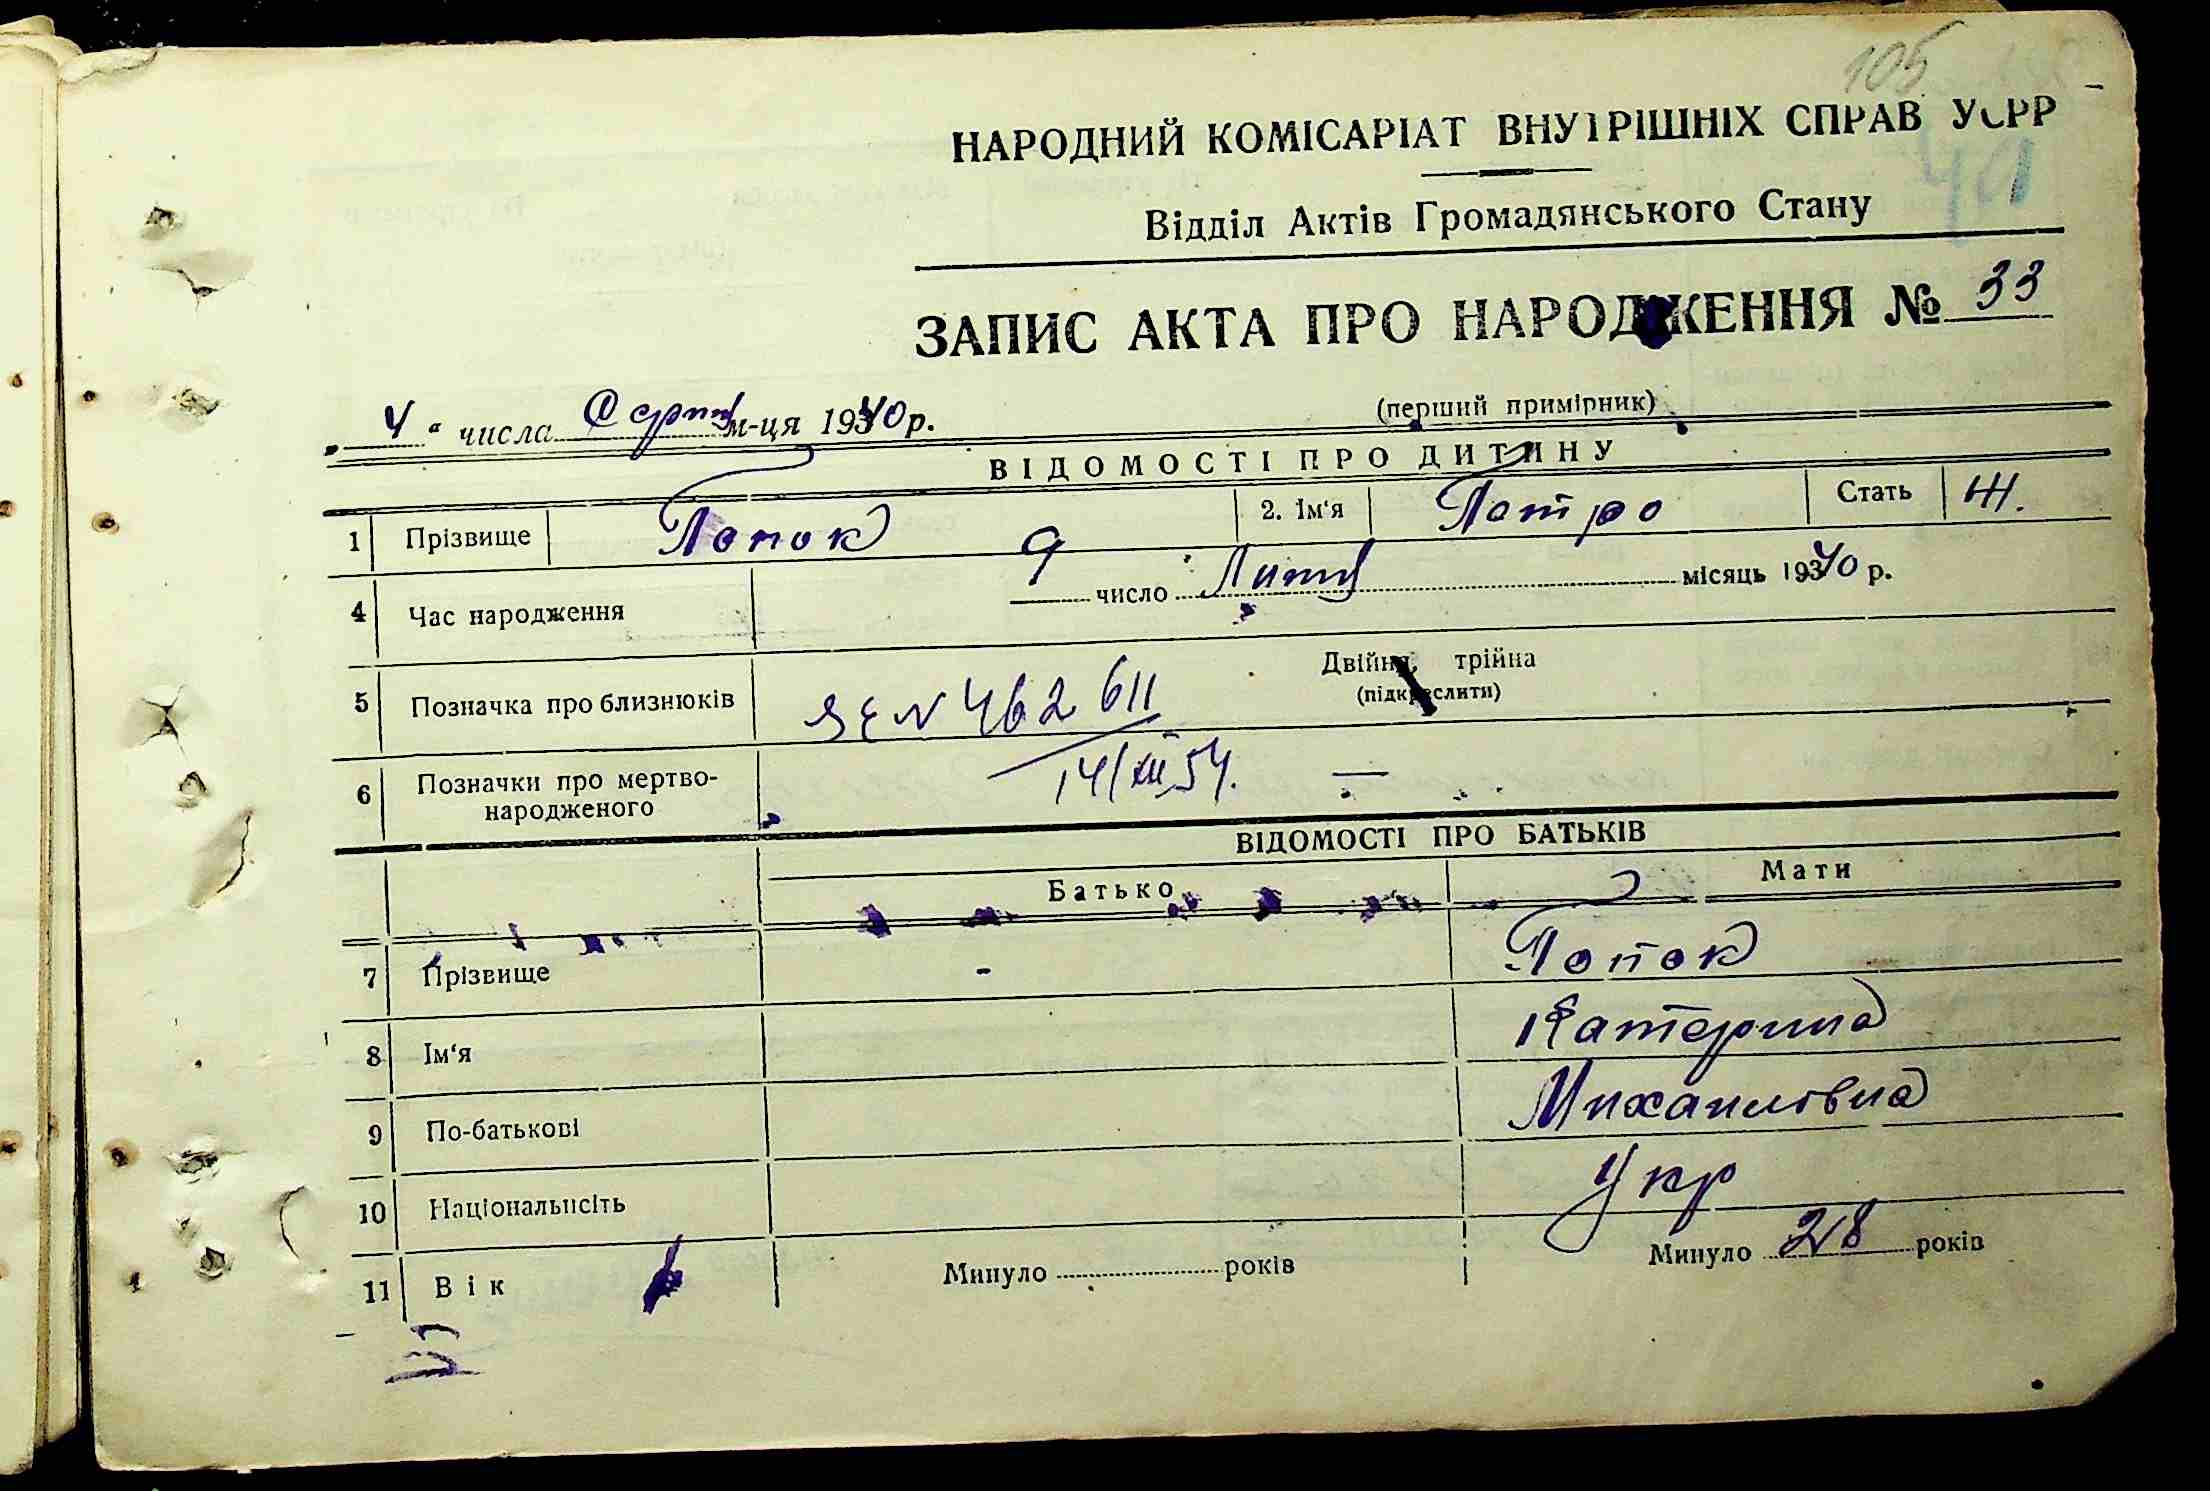 105
НАРОДНИЙ КОМІСАРІАТ ВНУТРІШНІХ СПРАВ УСРР
Відділ Актів Громадянського Стану
ЗАПИС АКТА ПРО НАРОДЖЕННЯ № 33
(перший примірник)
„4“ числа Серпня м-ця 1940 р.
ВІДОМОСТІ ПРО ДИТИНУ
1 Прізвище Попок 2. Ім'я Петро Стать Ж.
4 Час народження 9 число Липня місяць 1940 р.
5 Позначка про близнюків Двійня, трійна
(підкреслити)
ЯЄ N 462611
14/XII 54.
6 Позначки про мертво-
народженого —
ВІДОМОСТІ ПРО БАТЬКІВ
Батько Мати
7 Прізвище - Попок
8 Ім'я Катерина
9 По-батькові Михаиловна
10 Національність Укр
11 Вік Минуло років Минуло 28 років